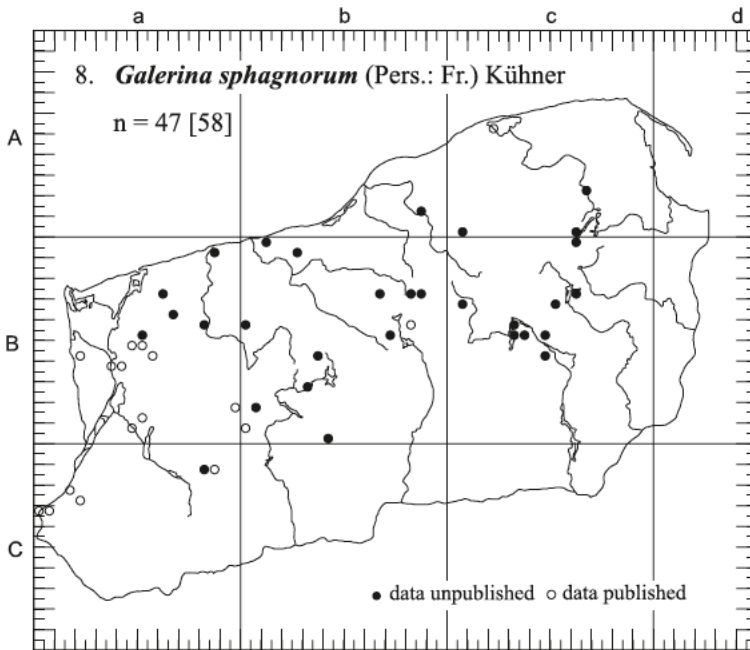 a b c d
8. Galerina sphagnorum (Pers.: Fr.) Kühner
n = 47 [58]
A
B
C
● data unpublished ○ data published